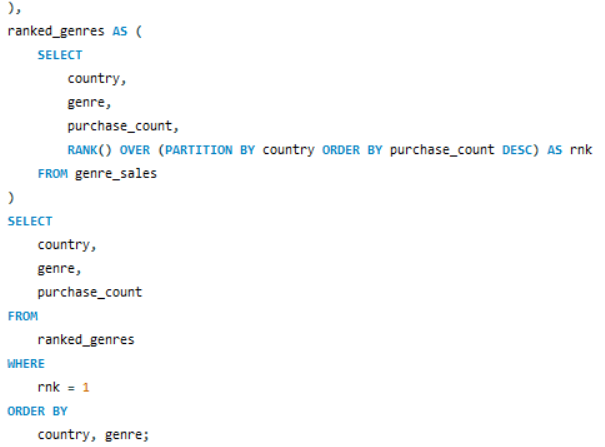 ),
ranked_genres AS (
    SELECT
        country,
        genre,
        purchase_count,
        RANK() OVER (PARTITION BY country ORDER BY purchase_count DESC) AS rnk
    FROM genre_sales
)
SELECT
    country,
    genre,
    purchase_count
FROM
    ranked_genres
WHERE
    rnk = 1
ORDER BY
    country, genre;